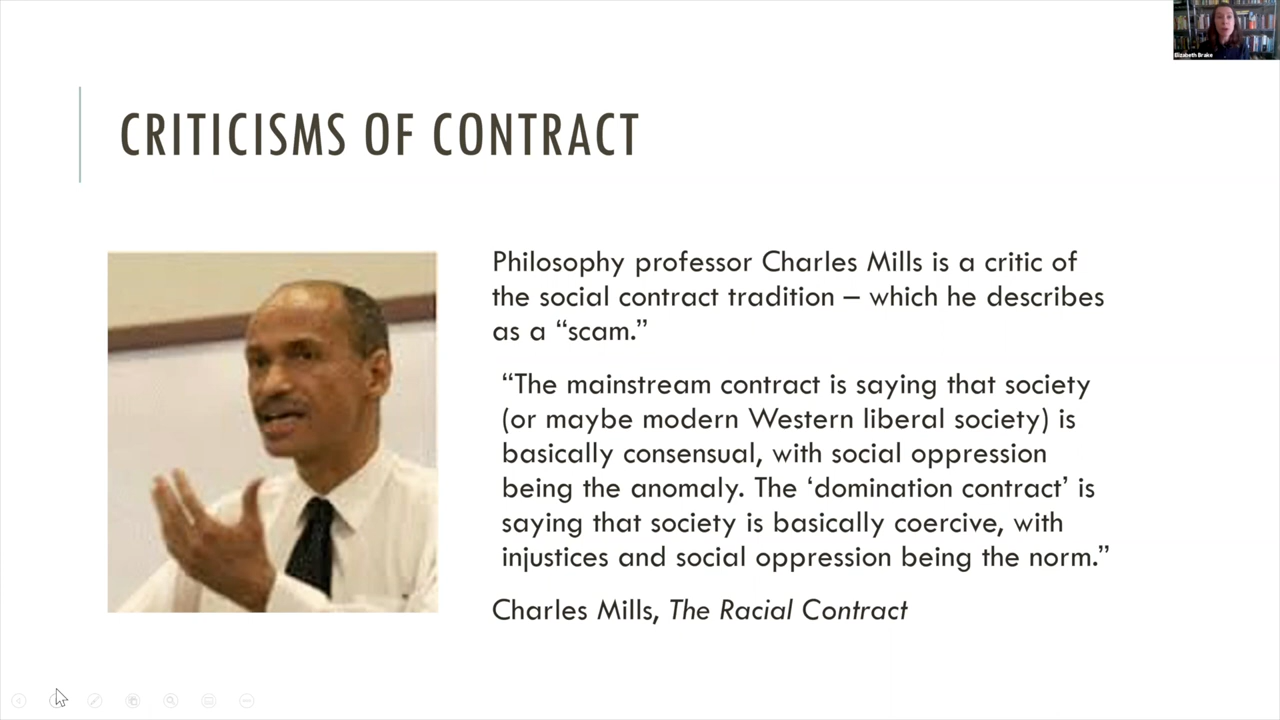 Elizabeth Brake
CRITICISMS OF CONTRACT
Philosophy professor Charles Mills is a critic of
the social contract tradition – which he describes
as a “scam.”
“The mainstream contract is saying that society
(or maybe modern Western liberal society) is
basically consensual, with social oppression
being the anomaly. The ‘domination contract’ is
saying that society is basically coercive, with
injustices and social oppression being the norm.”
Charles Mills, The Racial Contract